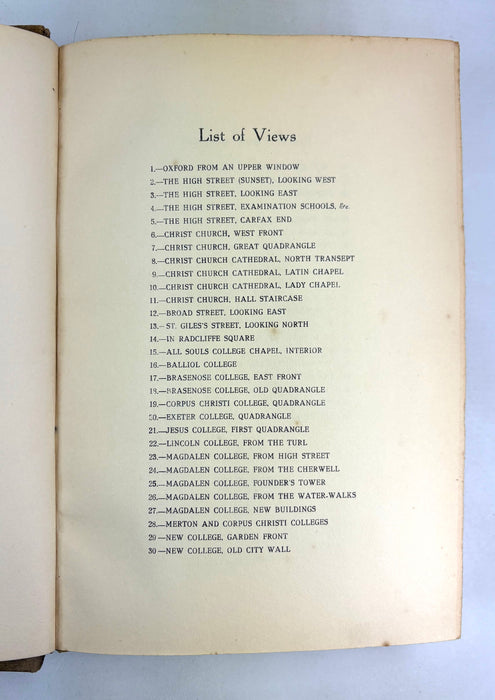 List of Views
1.—OXFORD FROM AN UPPER WINDOW
2.—THE HIGH STREET (SUNSET), LOOKING WEST
3.—THE HIGH STREET, LOOKING EAST
4.—THE HIGH STREET, EXAMINATION SCHOOLS, &c.
5.—THE HIGH STREET, CARFAX END
6.—CHRIST CHURCH, WEST FRONT
7.—CHRIST CHURCH, GREAT QUADRANGLE
8.—CHRIST CHURCH CATHEDRAL, NORTH TRANSEPT
9.—CHRIST CHURCH CATHEDRAL, LATIN CHAPEL
10.—CHRIST CHURCH CATHEDRAL, LADY CHAPEL
11.—CHRIST CHURCH, HALL STAIRCASE
12.—BROAD STREET, LOOKING EAST
13.—ST. GILES'S STREET, LOOKING NORTH
14.—IN RADCLIFFE SQUARE
15.—ALL SOULS COLLEGE CHAPEL, INTERIOR
16.—BALLIOL COLLEGE
17.—BRASENOSE COLLEGE, EAST FRONT
18.—BRASENOSE COLLEGE, OLD QUADRANGLE
19.—CORPUS CHRISTI COLLEGE, QUADRANGLE
20.—EXETER COLLEGE, QUADRANGLE
21.—JESUS COLLEGE, FIRST QUADRANGLE
22.—LINCOLN COLLEGE, FROM THE TURL
23.—MAGDALEN COLLEGE, FROM HIGH STREET
24.—MAGDALEN COLLEGE, FROM THE CHERWELL
25.—MAGDALEN COLLEGE, FOUNDER'S TOWER
26.—MAGDALEN COLLEGE, FROM THE WATER-WALKS
27.—MAGDALEN COLLEGE, NEW BUILDINGS
28.—MERTON AND CORPUS CHRISTI COLLEGES
29—NEW COLLEGE, GARDEN FRONT
30—NEW COLLEGE, OLD CITY WALL